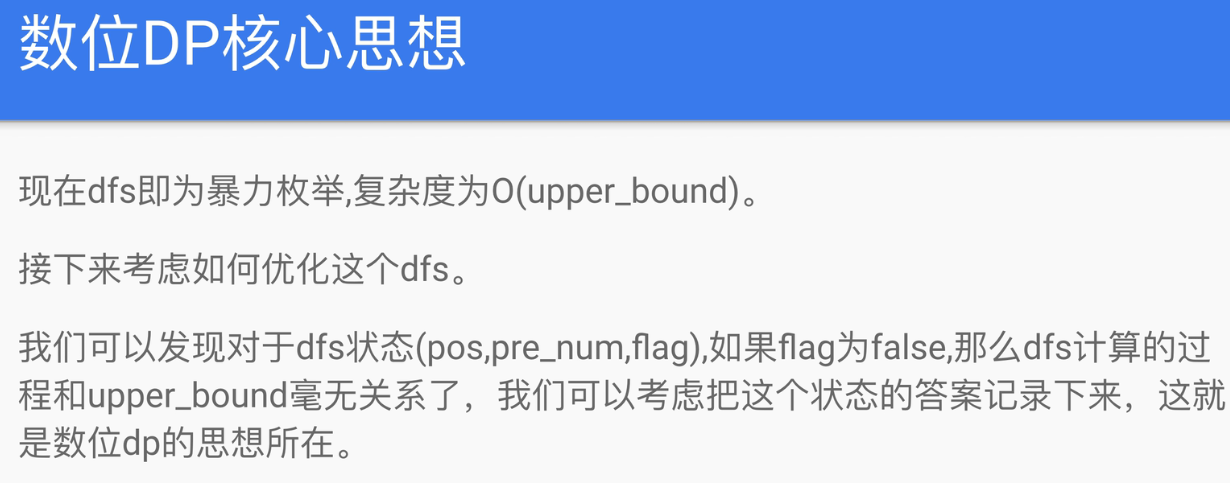 数位DP核心思想
现在dfs即为暴力枚举,复杂度为O(upper_bound)。
接下来考虑如何优化这个dfs。
我们可以发现对于dfs状态(pos,pre_num,flag),如果flag为false,那么dfs计算的过
程和upper_bound毫无关系了，我们可以考虑把这个状态的答案记录下来，这就
是数位dp的思想所在。